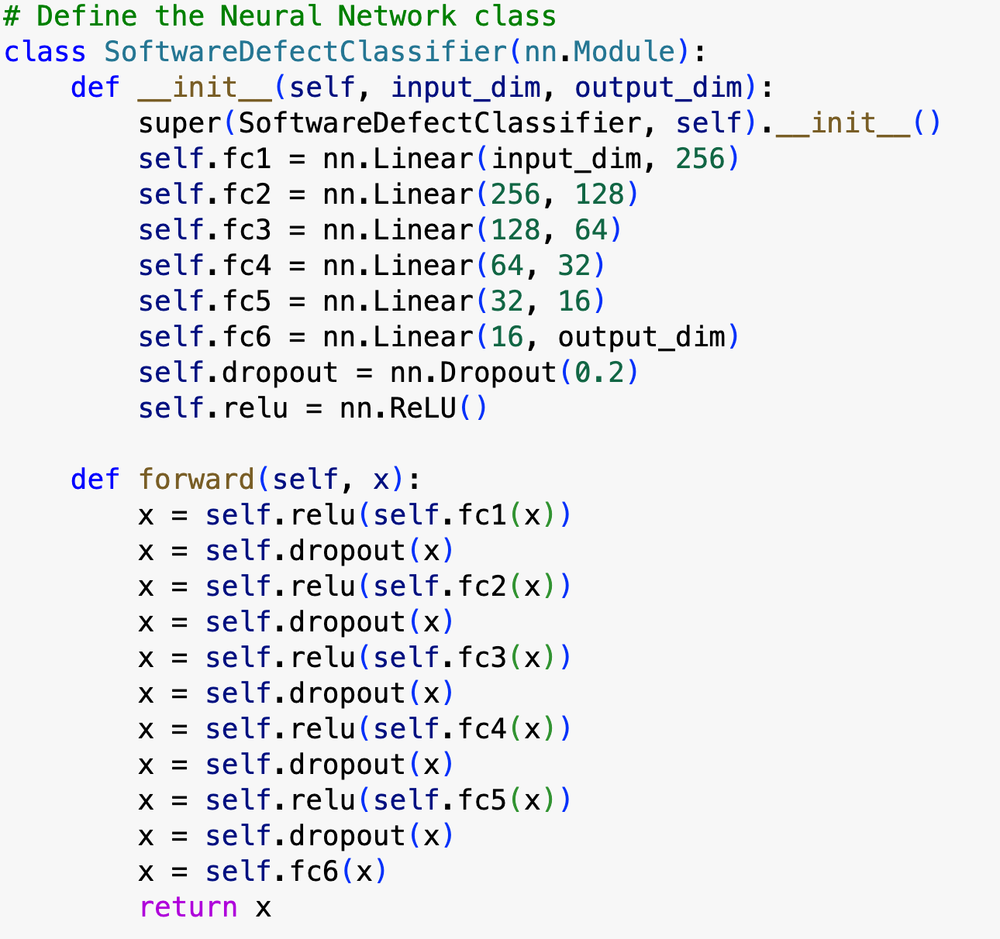 # Define the Neural Network class
class SoftwareDefectClassifier(nn.Module):
    def __init__(self, input_dim, output_dim):
        super(SoftwareDefectClassifier, self).__init__()
        self.fc1 = nn.Linear(input_dim, 256)
        self.fc2 = nn.Linear(256, 128)
        self.fc3 = nn.Linear(128, 64)
        self.fc4 = nn.Linear(64, 32)
        self.fc5 = nn.Linear(32, 16)
        self.fc6 = nn.Linear(16, output_dim)
        self.dropout = nn.Dropout(0.2)
        self.relu = nn.ReLU()

    def forward(self, x):
        x = self.relu(self.fc1(x))
        x = self.dropout(x)
        x = self.relu(self.fc2(x))
        x = self.dropout(x)
        x = self.relu(self.fc3(x))
        x = self.dropout(x)
        x = self.relu(self.fc4(x))
        x = self.dropout(x)
        x = self.relu(self.fc5(x))
        x = self.dropout(x)
        x = self.fc6(x)
        return x